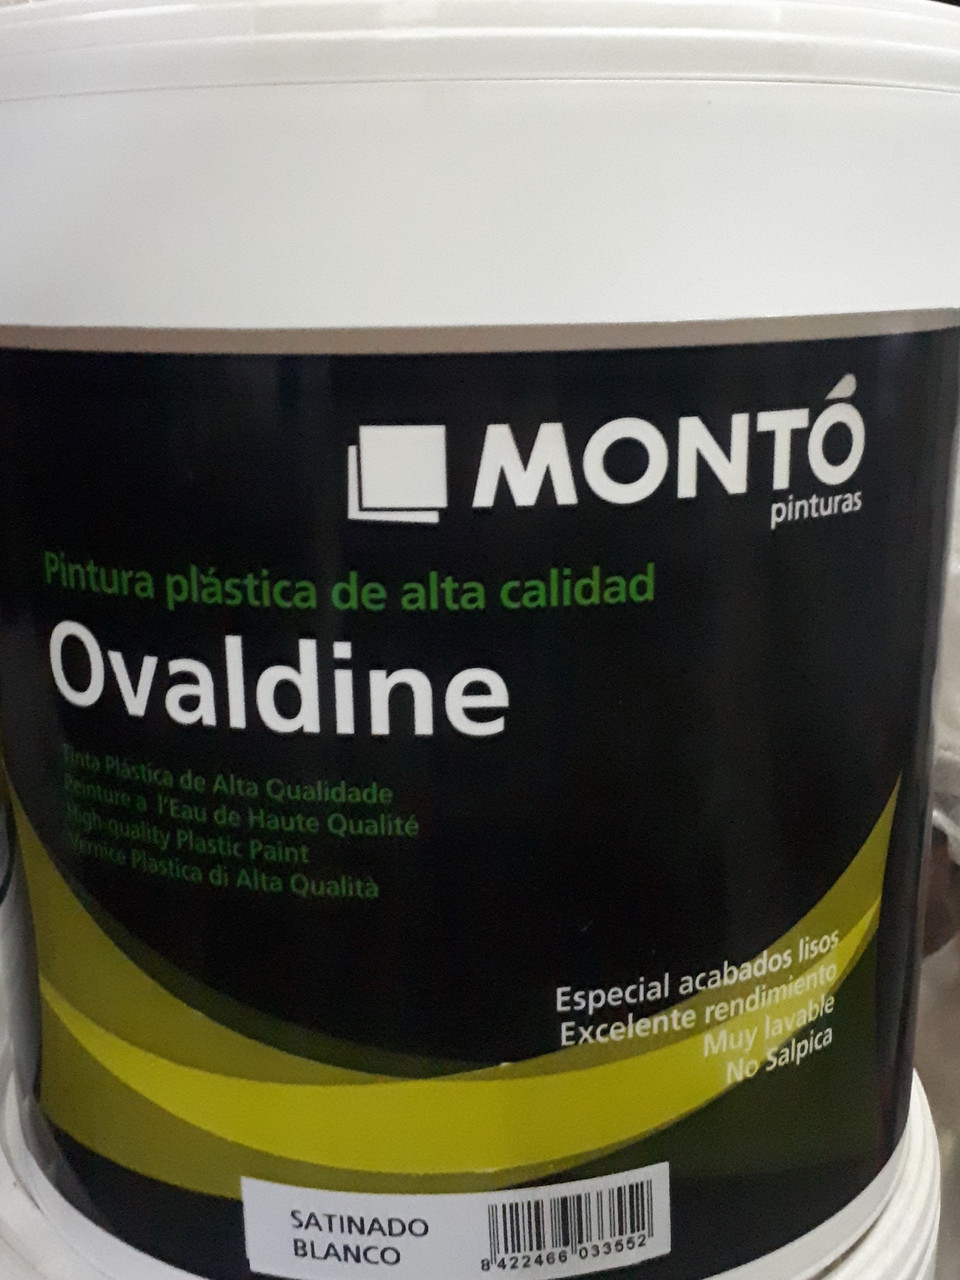 MONTÓ
pinturas
Pintura plástica de alta calidad
Ovaldine
Tinta Plástica de Alta Qualidade
Peinture a l'Eau de Haute Qualité
High-quality Plastic Paint
Vernice Plastica di Alta Qualità
Especial acabados lisos
Excelente rendimiento
Muy lavable
No Salpica
SATINADO
BLANCO
8 422466 033552